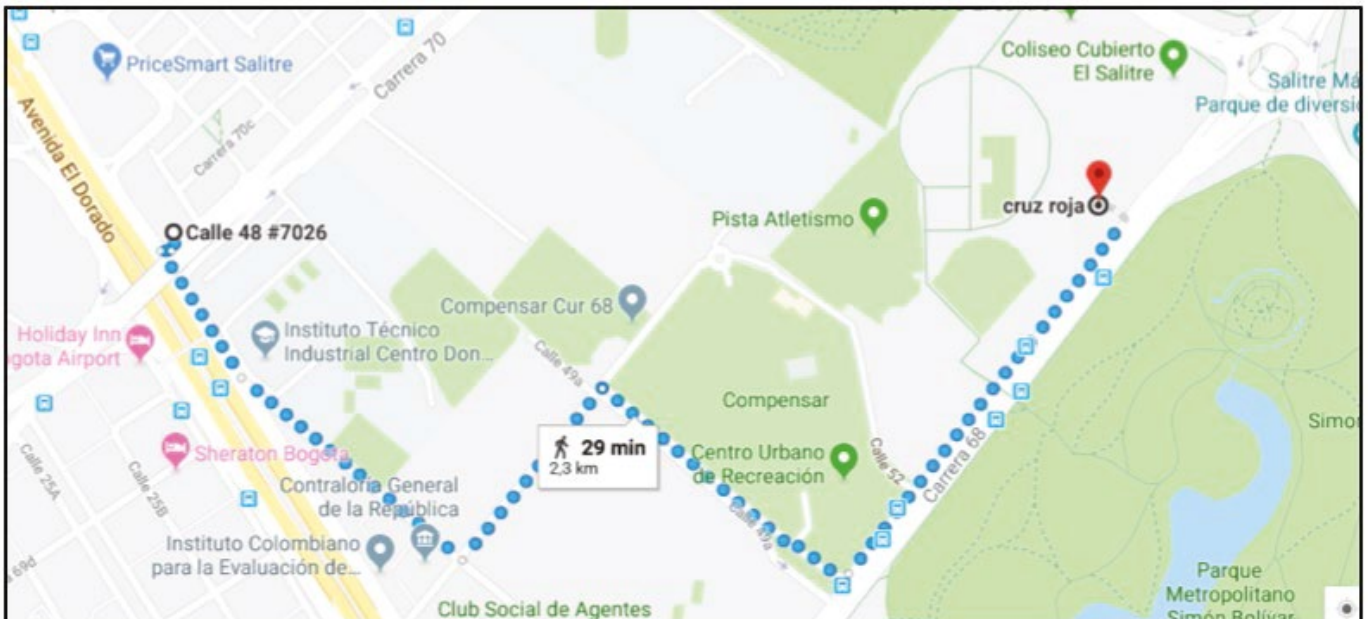 Coliseo Cubierto
El Salitre
PriceSmart Salitre
Carrera 70
Salitre Má
Parque de diversi
Avenida El Dorado
Carrera 70c
cruz roja
Pista Atletismo
Calle 48 #7026
Compensar Cur 68
Holiday Inn
gota Airport
Instituto Técnico
Industrial Centro Don...
Calle 49a
Compensar
Simo
29 min
2,3 km
Sheraton Bogota
Centro Urbano
de Recreación
Calle 52
Carrera 68
Calle 25A
Calle 25B
Contraloría General
de la República
Calle 49a
Instituto Colombiano
para la Evaluación de...
a 69d
Parque
Metropolitano
Simón Bolívar
Club Social de Agentes